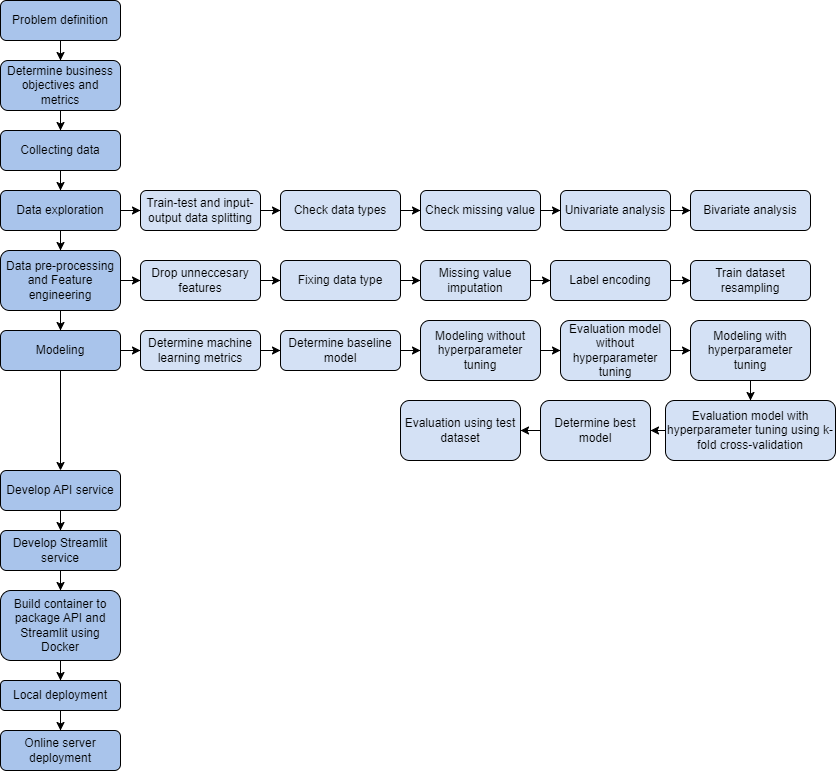 Problem definition
Determine business
objectives and
metrics
Collecting data
Data exploration
Train-test and input-
output data splitting
Check data types
Check missing value
Univariate analysis
Bivariate analysis
Data pre-processing
and Feature
engineering
Drop unneccesary
features
Fixing data type
Missing value
imputation
Label encoding
Train dataset
resampling
Modeling
Determine machine
learning metrics
Determine baseline
model
Modeling without
hyperparameter
tuning
Evaluation model
without
hyperparameter
tuning
Modeling with
hyperparameter
tuning
Evaluation model with
hyperparameter tuning using k-
fold cross-validation
Determine best
model
Evaluation using test
dataset
Develop API service
Develop Streamlit
service
Build container to
package API and
Streamlit using
Docker
Local deployment
Online server
deployment